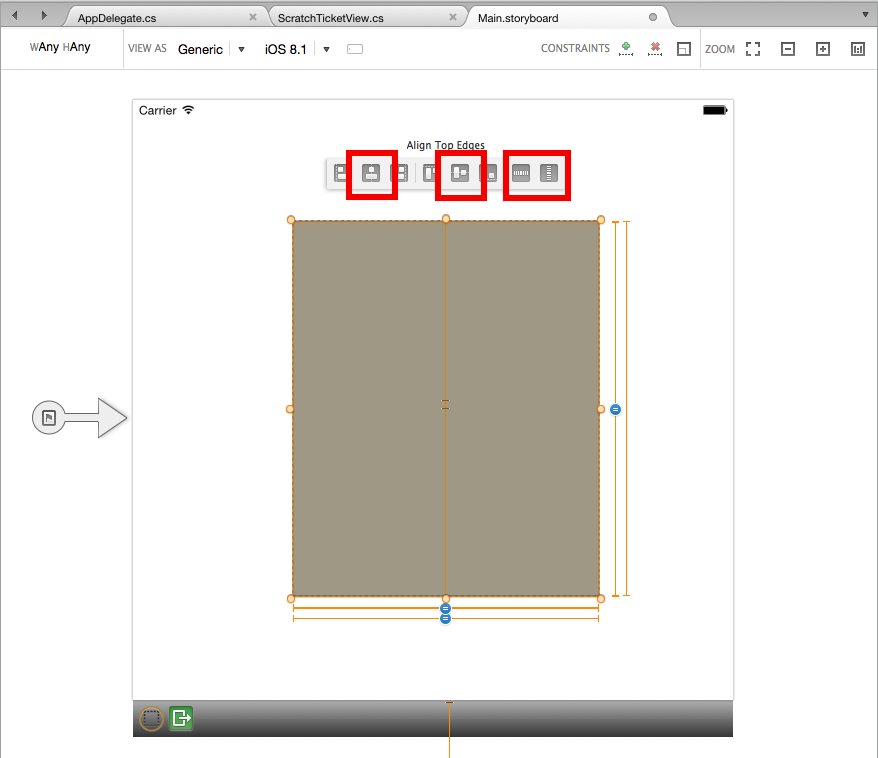 AppDelegate.cs
ScratchTicketView.cs
Main.storyboard
wAny hAny VIEW AS Generic iOS 8.1 CONSTRAINTS ZOOM
Carrier
Align Top Edges